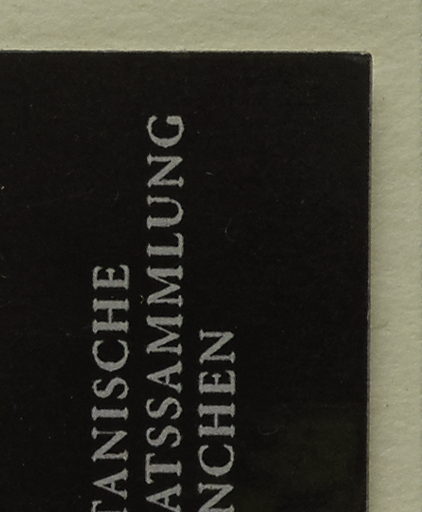 TANISCHE
ATSSAMMLUNG
NCHEN